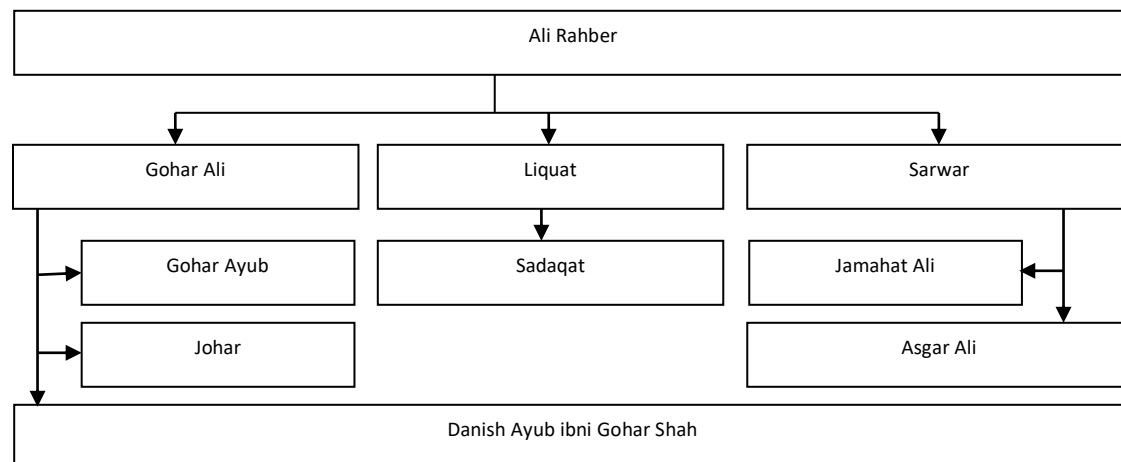 Ali Rahber
Gohar Ali
Liquat
Sarwar
Gohar Ayub
Sadaqat
Jamahat Ali
Johar
Asgar Ali
Danish Ayub ibni Gohar Shah